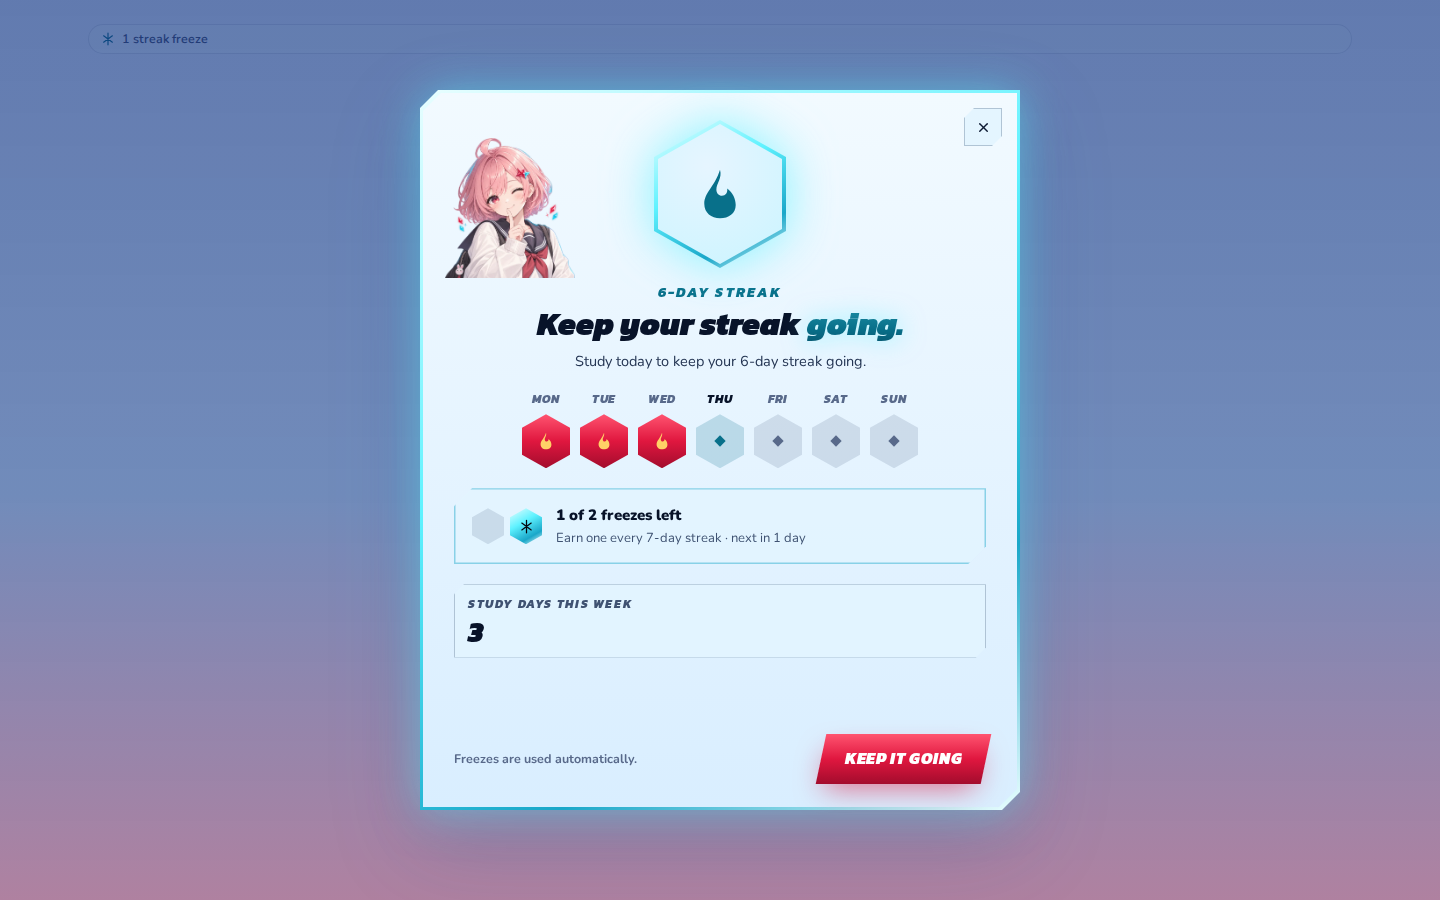 1 streak freeze
6-DAY STREAK
Keep your streak going.
Study today to keep your 6-day streak going.
MON TUE WED THU FRI SAT SUN
1 of 2 freezes left
Earn one every 7-day streak · next in 1 day
STUDY DAYS THIS WEEK
3
Freezes are used automatically.
KEEP IT GOING